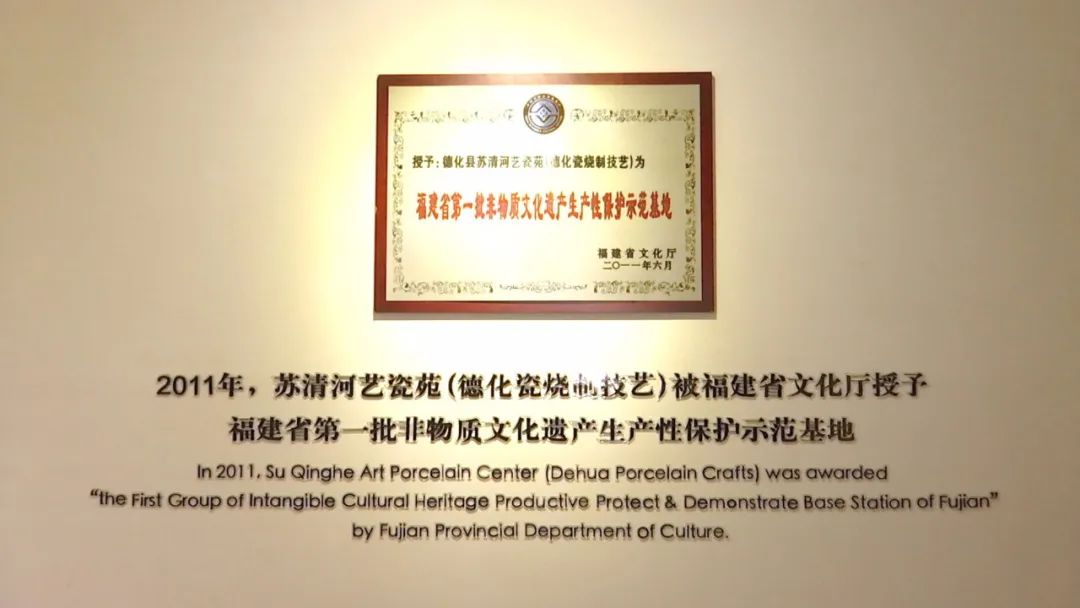 授予：德化县苏清河艺瓷苑(德化瓷烧制技艺)为
福建省第一批非物质文化遗产生产性保护示范基地
福建省文化厅
二〇一一年六月
2011年，苏清河艺瓷苑(德化瓷烧制技艺)被福建省文化厅授予
福建省第一批非物质文化遗产生产性保护示范基地
In 2011, Su Qinghe Art Porcelain Center (Dehua Porcelain Crafts) was awarded
“the First Group of Intangible Cultural Heritage Productive Protect & Demonstrate Base Station of Fujian”
by Fujian Provincial Department of Culture.